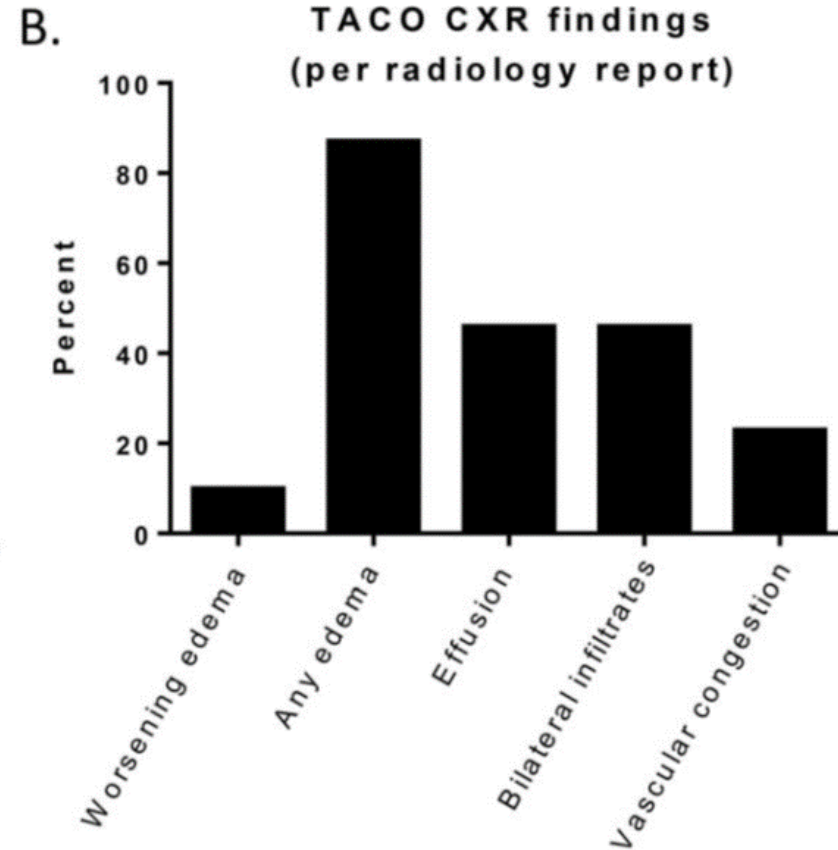 B.
TACO CXR findings
(per radiology report)
100
80
60
40
20
0
Percent
Worsening edema
Any edema
Effusion
Bilateral infiltrates
Vascular congestion